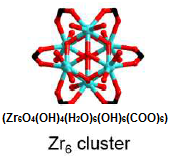 (Zr₆O₄(OH)₄(H₂O)₆(OH)₆(COO)₆)
Zr₆ cluster